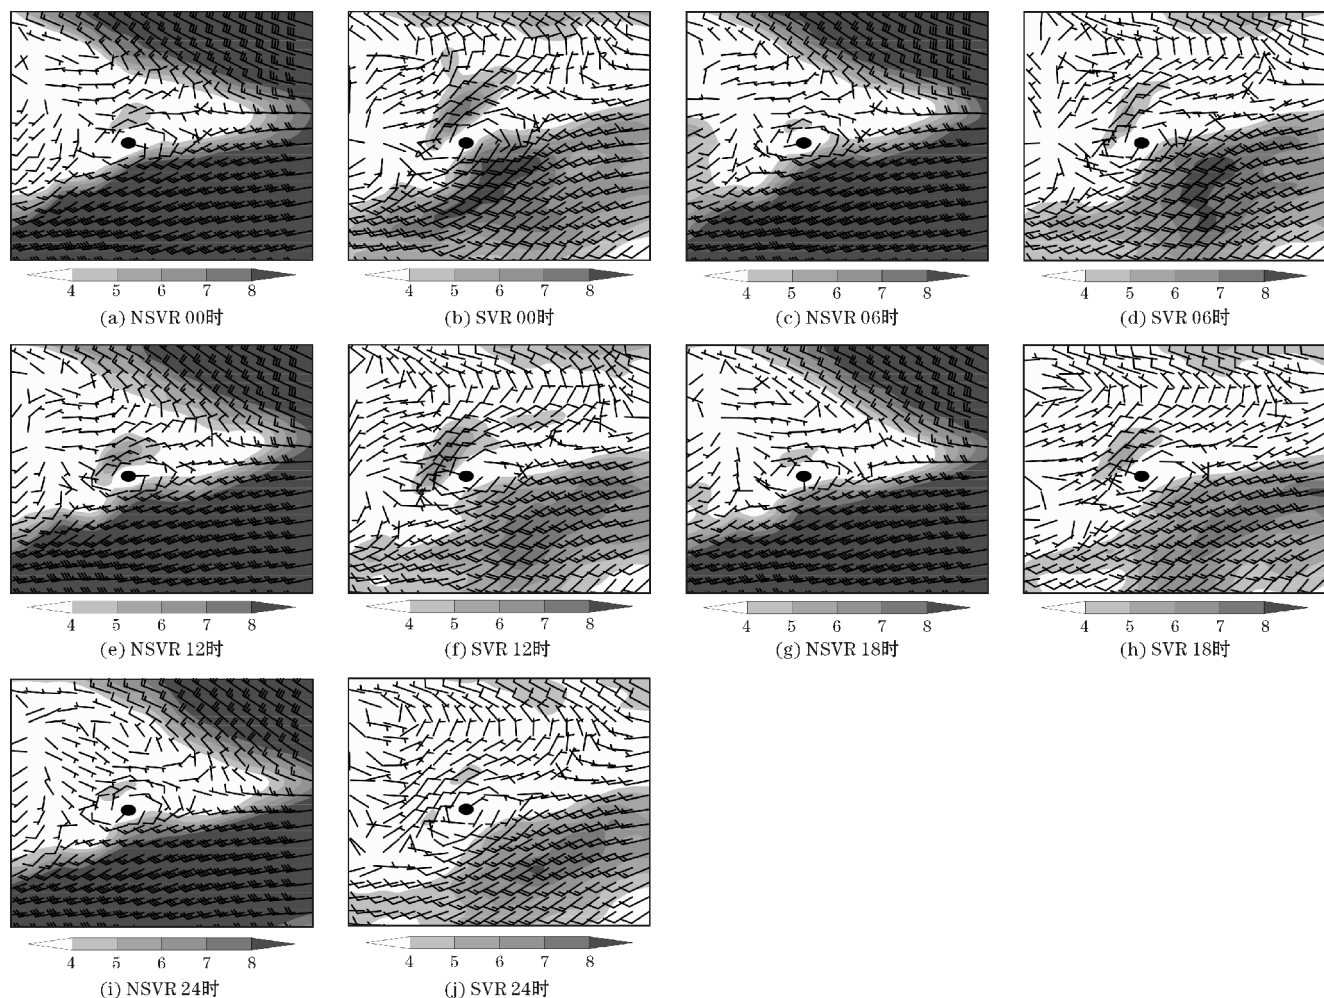 4 5 6 7 8 4 5 6 7 8 4 5 6 7 8 4 5 6 7 8
(a) NSVR 00时 (b) SVR 00时 (c) NSVR 06时 (d) SVR 06时
4 5 6 7 8 4 5 6 7 8 4 5 6 7 8 4 5 6 7 8
(e) NSVR 12时 (f) SVR 12时 (g) NSVR 18时 (h) SVR 18时
4 5 6 7 8 4 5 6 7 8
(i) NSVR 24时 (j) SVR 24时